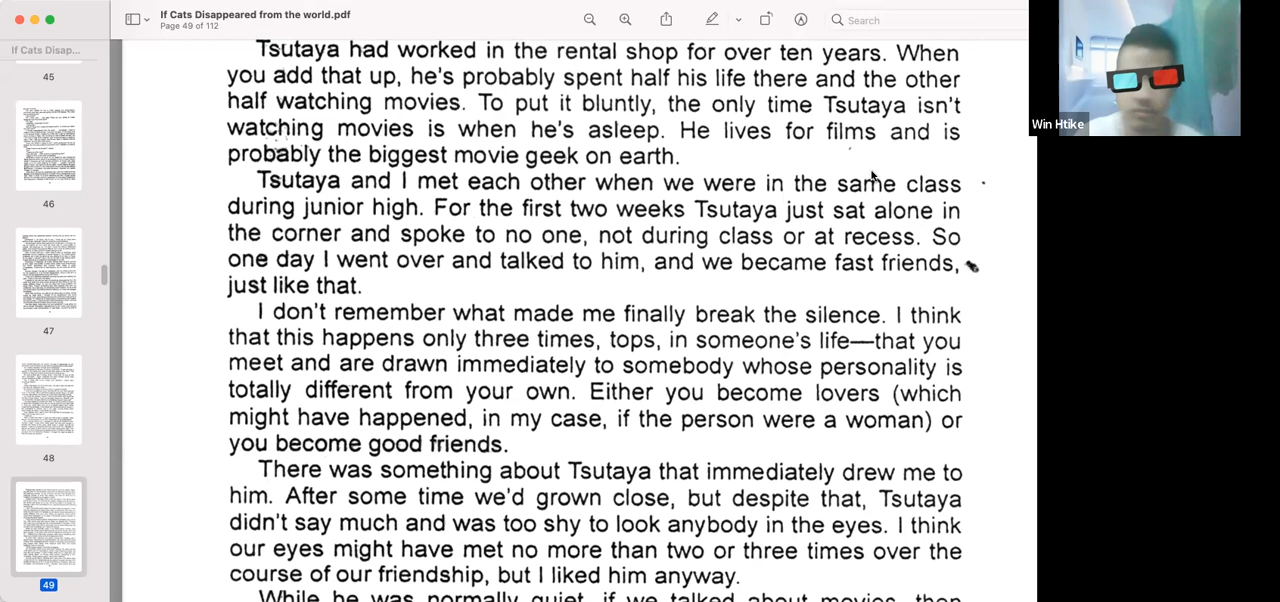 If Cats Disappeared from the world.pdf
Page 49 of 112
Search
If Cats Disap...
45
46
47
48
49
Win Htike
Tsutaya had worked in the rental shop for over ten years. When
you add that up, he's probably spent half his life there and the other
half watching movies. To put it bluntly, the only time Tsutaya isn't
watching movies is when he's asleep. He lives for films and is
probably the biggest movie geek on earth.
Tsutaya and I met each other when we were in the same class
during junior high. For the first two weeks Tsutaya just sat alone in
the corner and spoke to no one, not during class or at recess. So
one day I went over and talked to him, and we became fast friends,
just like that.
I don't remember what made me finally break the silence. I think
that this happens only three times, tops, in someone's life—that you
meet and are drawn immediately to somebody whose personality is
totally different from your own. Either you become lovers (which
might have happened, in my case, if the person were a woman) or
you become good friends.
There was something about Tsutaya that immediately drew me to
him. After some time we'd grown close, but despite that, Tsutaya
didn't say much and was too shy to look anybody in the eyes. I think
our eyes might have met no more than two or three times over the
course of our friendship, but I liked him anyway.
While he was normally quiet, if we talked about movies, then